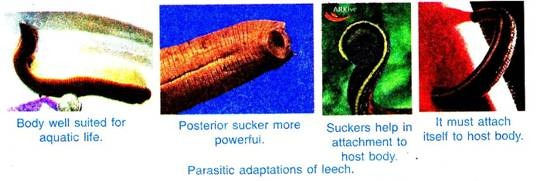 ARKive
Body well suited for
aquatic life.
Posterior sucker more
powerful.
Suckers help in
attachment to
host body.
It must attach
itself to host body.
Parasitic adaptations of leech.